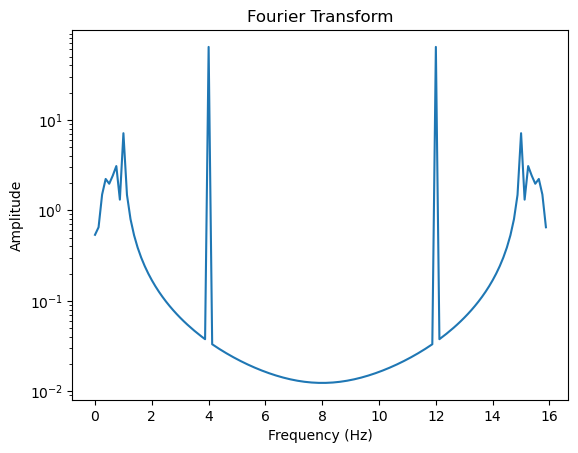 Fourier Transform
Amplitude
10¹
10⁰
10⁻¹
10⁻²
0 2 4 6 8 10 12 14 16
Frequency (Hz)